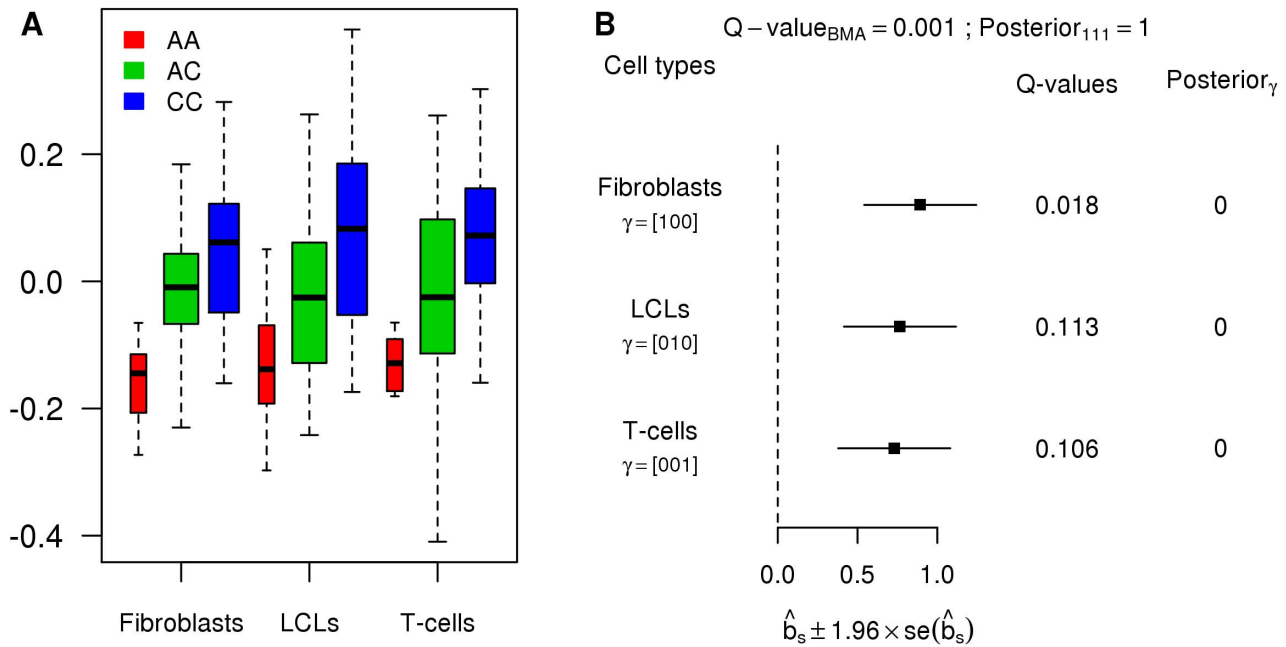 A
AA
AC
CC
0.2
0.0
-0.2
-0.4
Fibroblasts LCLs T-cells
B
Q−value_BMA = 0.001 ; Posterior_111 = 1
Cell types Q-values Posterior_γ
Fibroblasts 0.018 0
γ = [100]
LCLs 0.113 0
γ = [010]
T-cells 0.106 0
γ = [001]
0.0 0.5 1.0
b̂_s ± 1.96 × se(b̂_s)